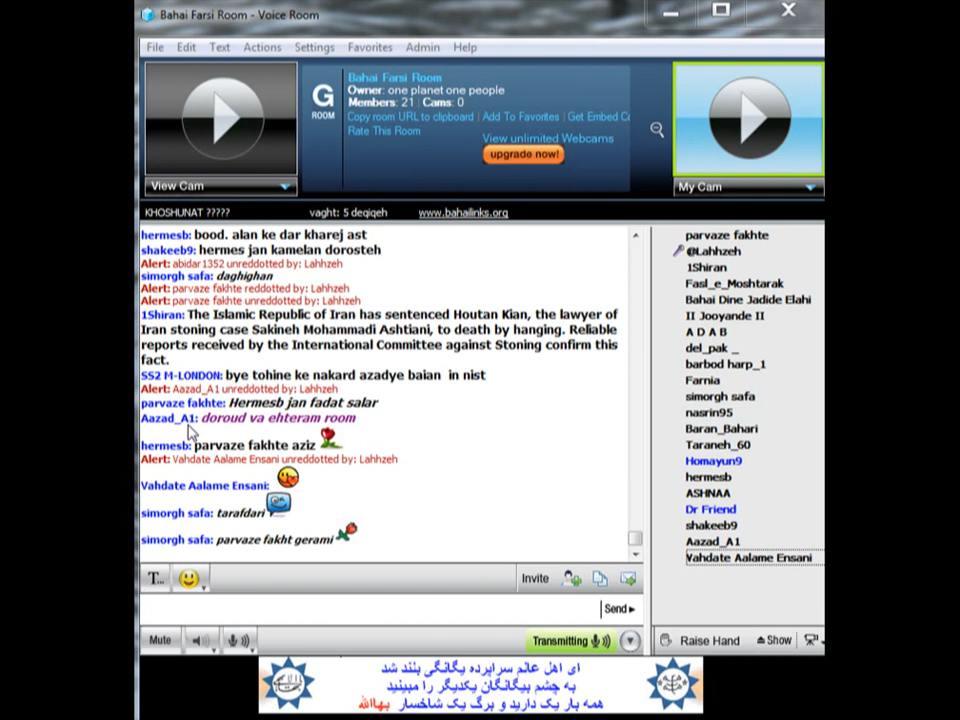 Bahai Farsi Room - Voice Room
File Edit Text Actions Settings Favorites Admin Help
G
ROOM
Bahai Farsi Room
Owner: one planet one people
Members: 21 Cams: 0
Copy room URL to clipboard | Add To Favorites | Get Embed Co
Rate This Room
View unlimited Webcams
upgrade now!
View Cam
My Cam
KHOSHUNAT ????? vaght: 5 deqiqeh www.bahailinks.org
hermesb: bood. alan ke dar kharej ast
shakeeb9: hermes jan kamelan dorosteh
Alert: abidar1352 unreddotted by: Lahhzeh
simorgh safa: daghighan
Alert: parvaze fakhte reddotted by: Lahhzeh
Alert: parvaze fakhte unreddotted by: Lahhzeh
1Shiran: The Islamic Republic of Iran has sentenced Houtan Kian, the lawyer of
Iran stoning case Sakineh Mohammadi Ashtiani, to death by hanging. Reliable
reports received by the International Committee against Stoning confirm this
fact.
SS2 M-LONDON: bye tohine ke nakard azadye baian in nist
Alert: Aazad_A1 unreddotted by: Lahhzeh
parvaze fakhte: Hermesb jan fadat salar
Aazad_A1: doroud va ehteram room
hermesb: parvaze fakhte aziz
Alert: Vahdate Aalame Ensani unreddotted by: Lahhzeh
Vahdate Aalame Ensani:
simorgh safa: tarafdari
simorgh safa: parvaze fakht gerami
parvaze fakhte
@Lahhzeh
1Shiran
Fasl_e_Moshtarak
Bahai Dine Jadide Elahi
II Jooyande II
A D A B
del_pak _
barbod harp_1
Farnia
simorgh safa
nasrin95
Baran_Bahari
Taraneh_60
Homayun9
hermesb
ASHNAA
Dr Friend
shakeeb9
Aazad_A1
Vahdate Aalame Ensani
T... Invite
Send
Mute Transmitting Raise Hand Show
ای اهل عالم سراپرده یگانگی بلند شد
به چشم بیگانگان یکدیگر را مبینید
همه بار یک دارید و برگ یک شاخسار بهاالله